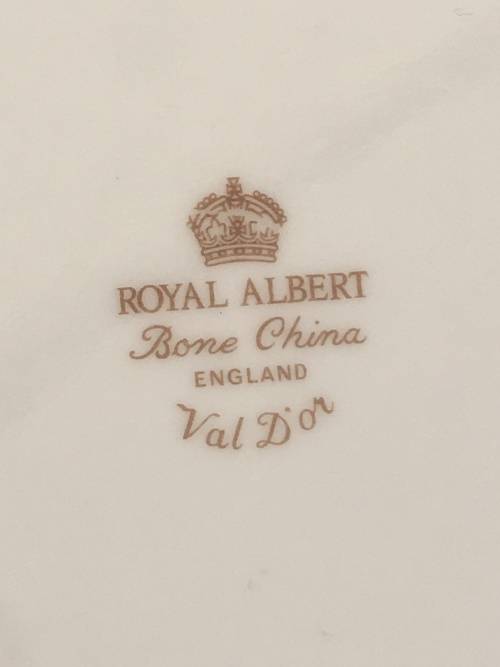 ROYAL ALBERT
Bone China
ENGLAND
Val D'or